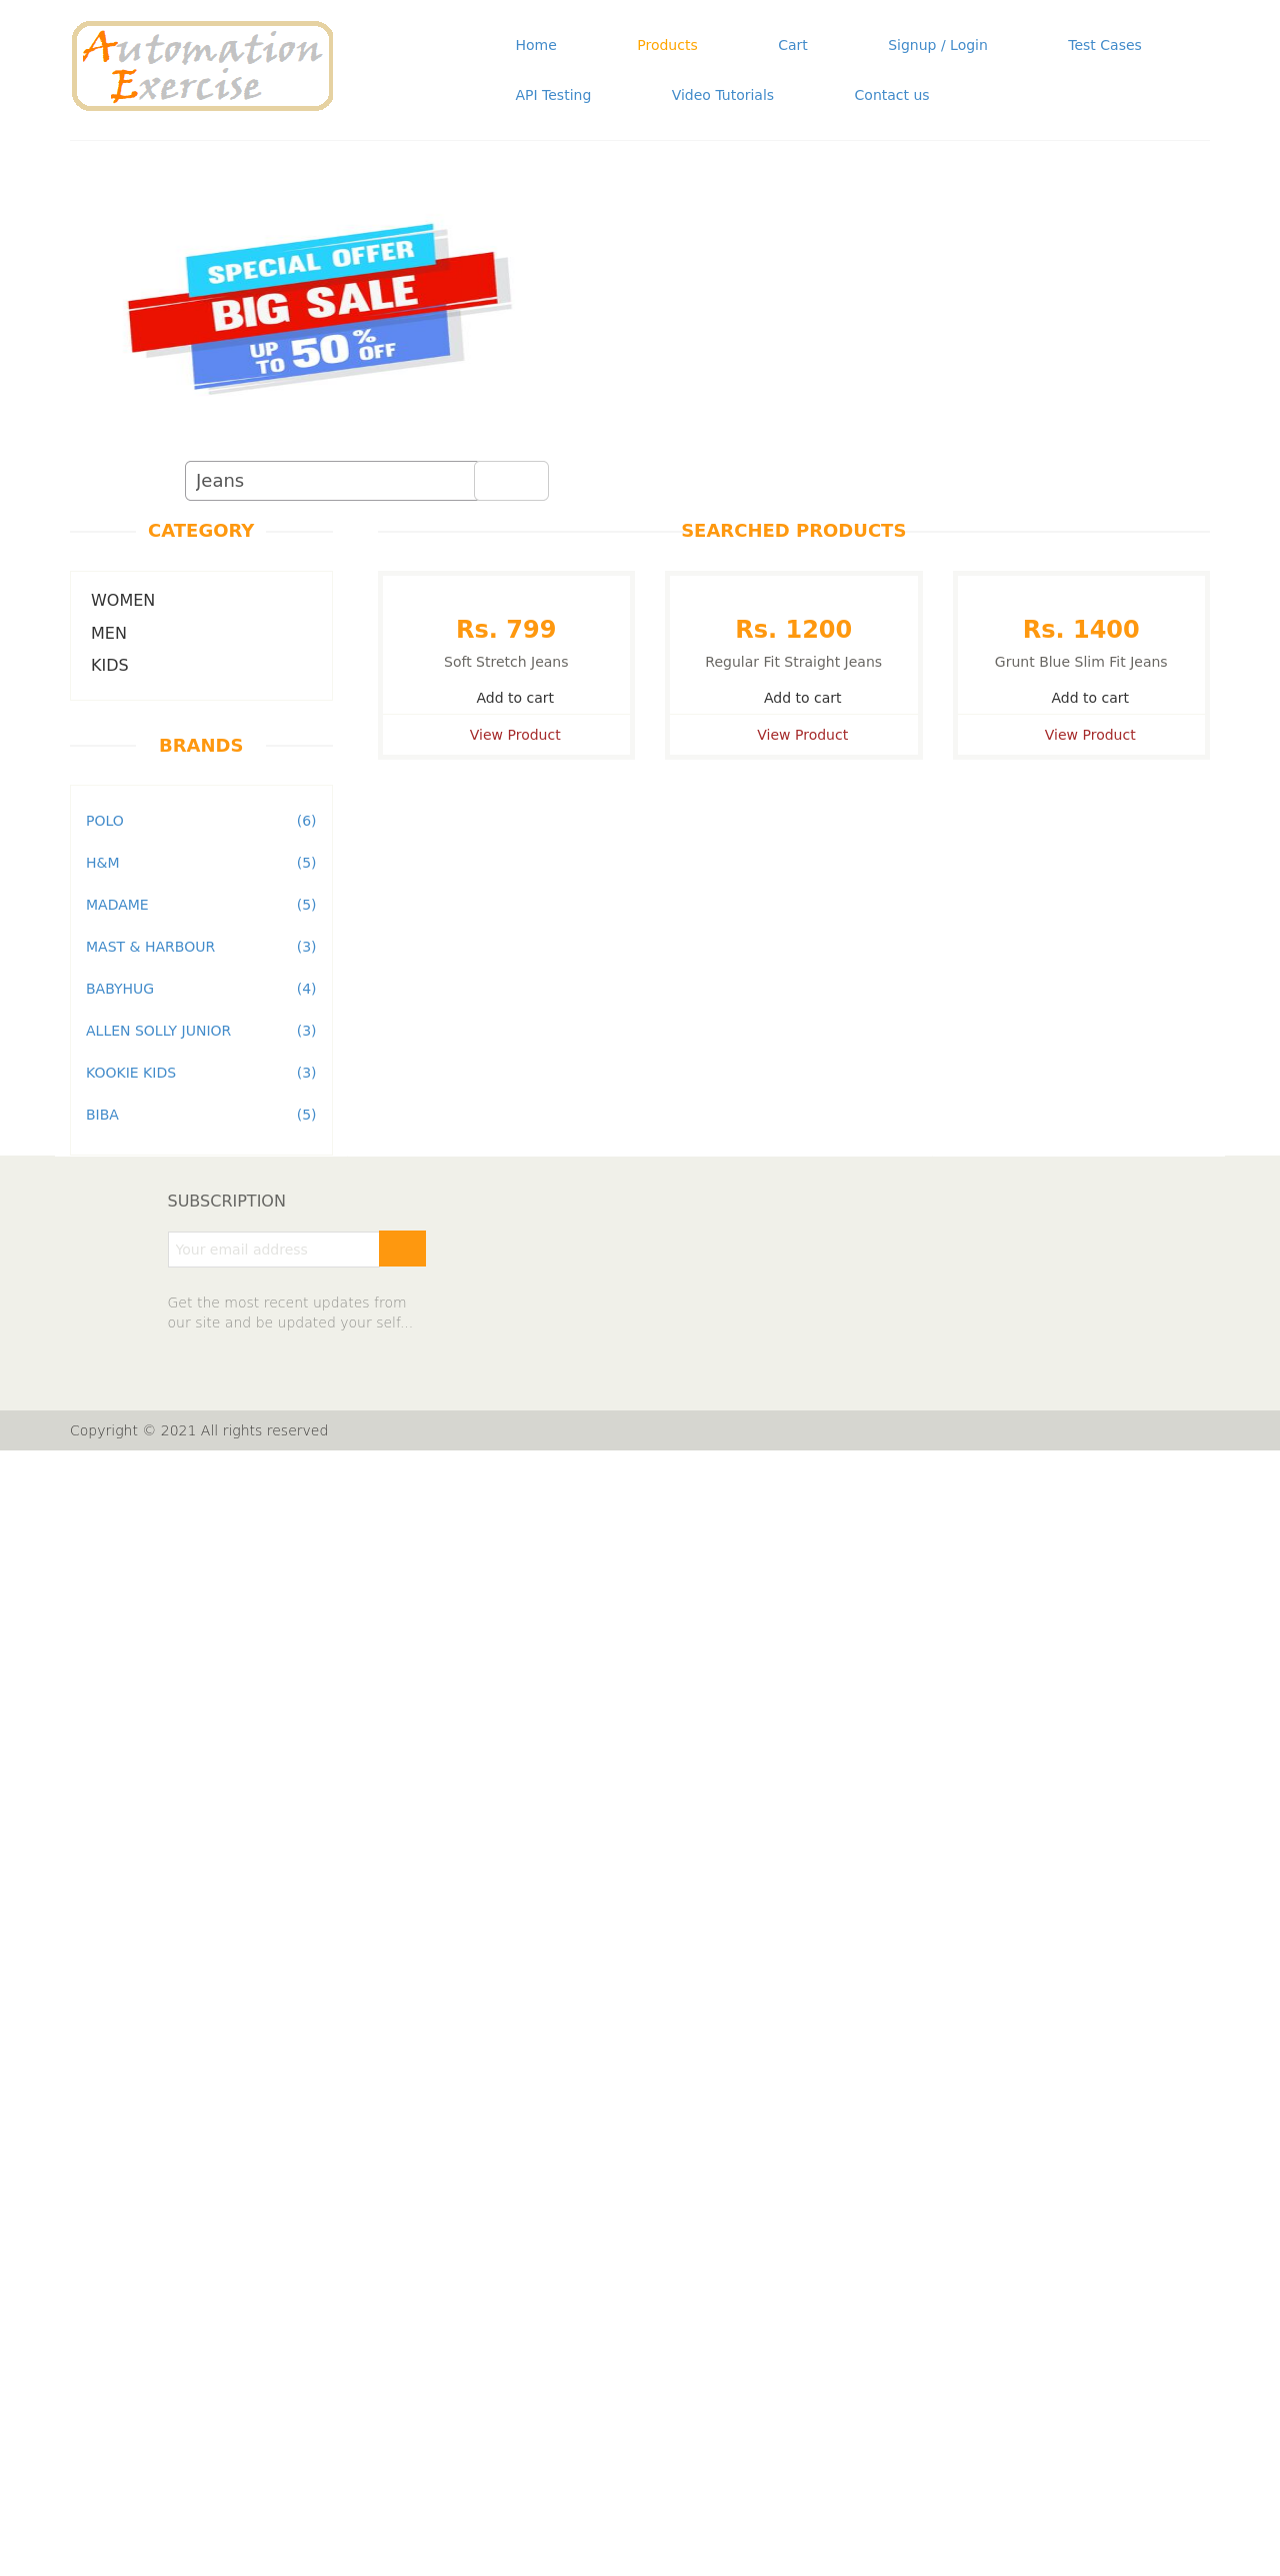 Automation
Exercise
Home Products Cart Signup / Login Test Cases
API Testing Video Tutorials Contact us
SPECIAL OFFER
BIG SALE
UP TO 50% OFF
Jeans
CATEGORY
WOMEN
MEN
KIDS
BRANDS
POLO (6)
H&M (5)
MADAME (5)
MAST & HARBOUR (3)
BABYHUG (4)
ALLEN SOLLY JUNIOR (3)
KOOKIE KIDS (3)
BIBA (5)
SEARCHED PRODUCTS
Rs. 799
Soft Stretch Jeans
Add to cart
View Product
Rs. 1200
Regular Fit Straight Jeans
Add to cart
View Product
Rs. 1400
Grunt Blue Slim Fit Jeans
Add to cart
View Product
SUBSCRIPTION
Your email address
Get the most recent updates from
our site and be updated your self...
Copyright © 2021 All rights reserved